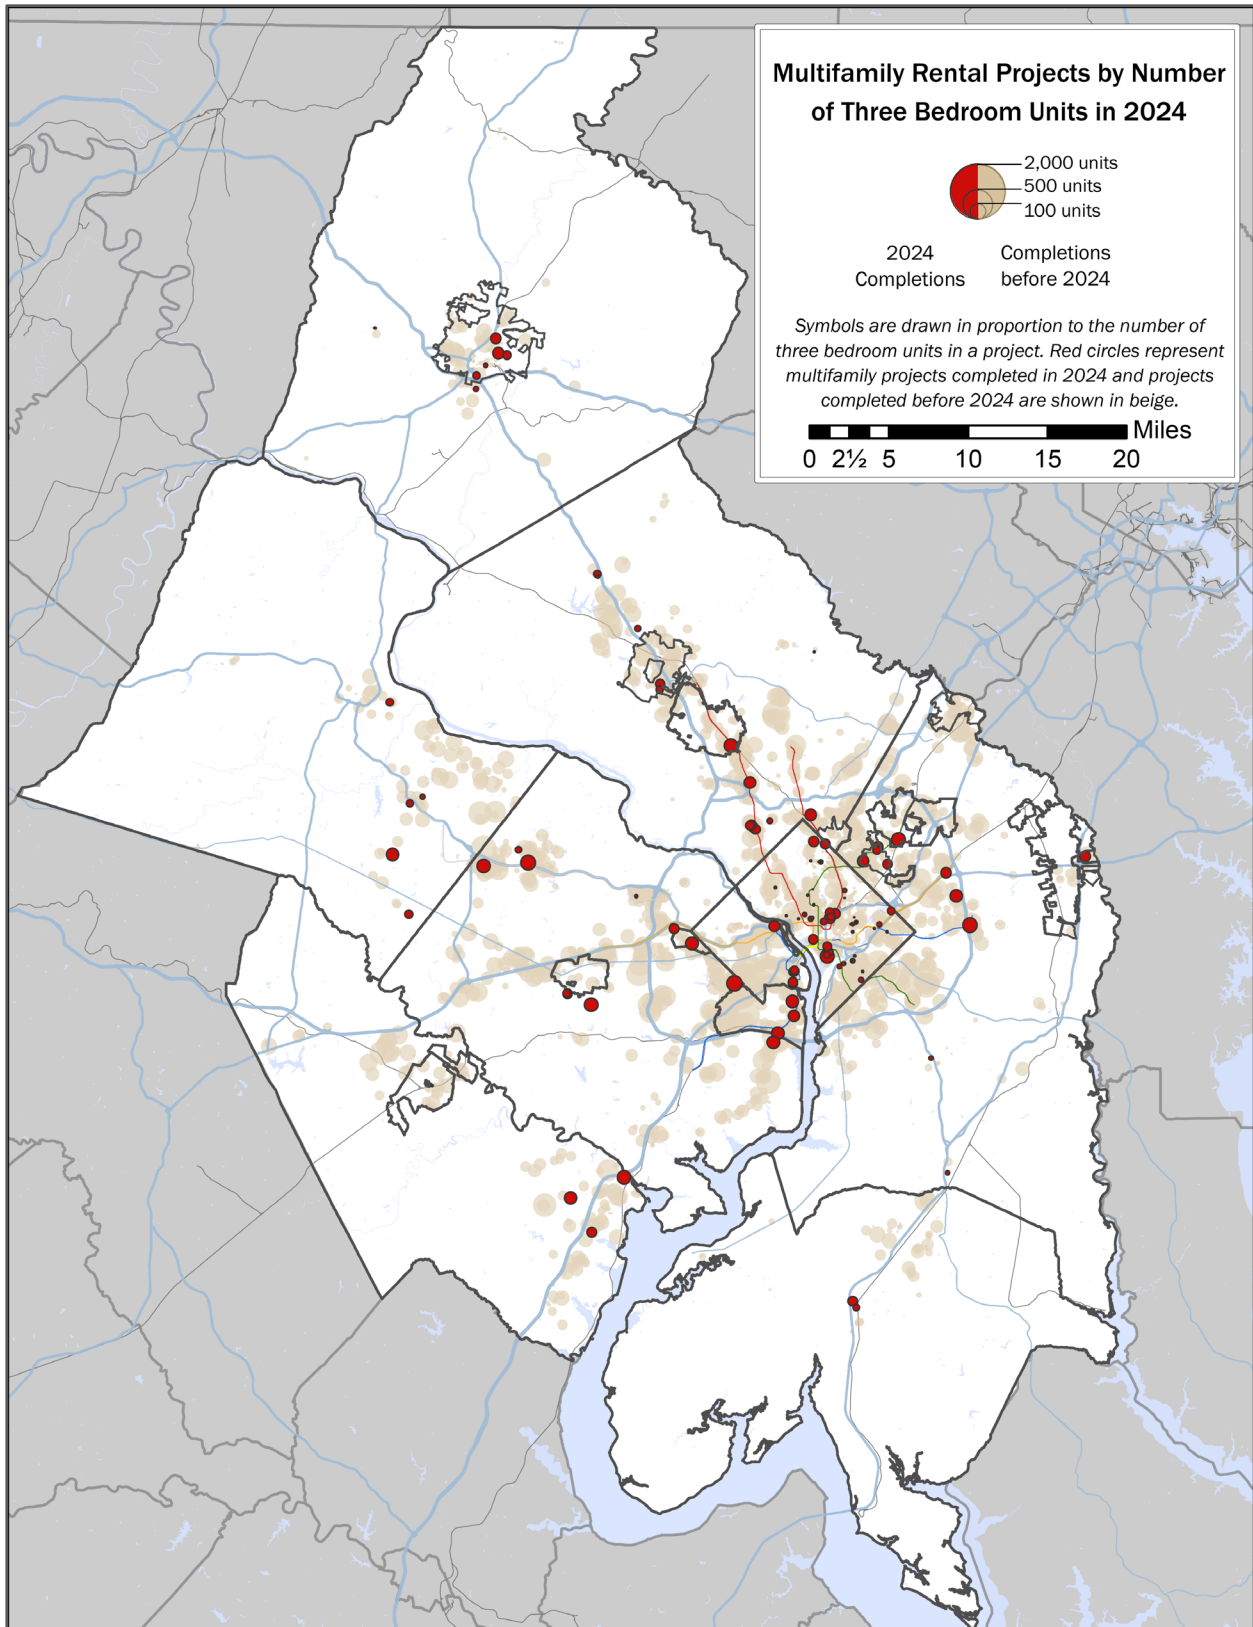 Multifamily Rental Projects by Number
of Three Bedroom Units in 2024
2,000 units
500 units
100 units
2024
Completions
Completions
before 2024
Symbols are drawn in proportion to the number of
three bedroom units in a project. Red circles represent
multifamily projects completed in 2024 and projects
completed before 2024 are shown in beige.
Miles
0 2½ 5 10 15 20